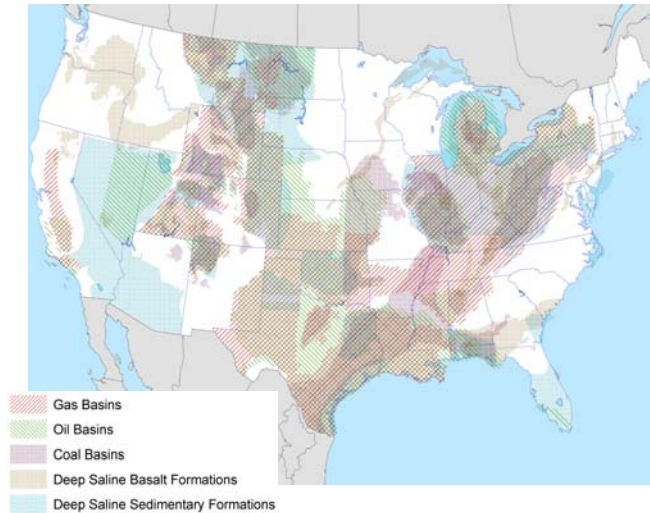 Gas Basins
Oil Basins
Coal Basins
Deep Saline Basalt Formations
Deep Saline Sedimentary Formations